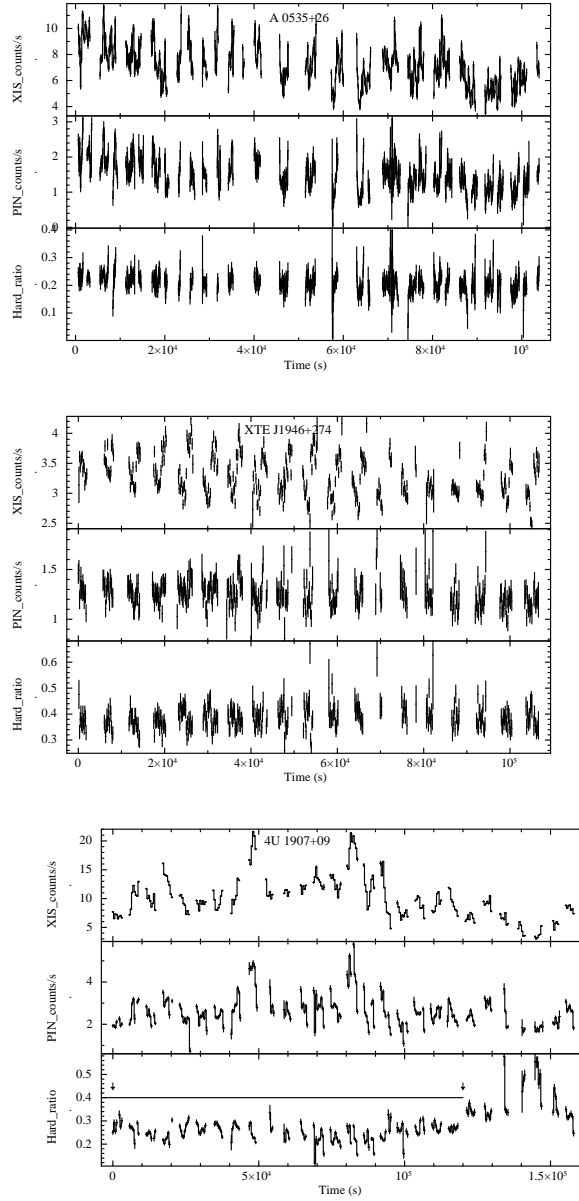 A 0535+26
XIS_counts/s
10
8
6
4
PIN_counts/s
3
2
1
0
Hard_ratio
0.4
0.3
0.2
0.1
0 2×10⁴ 4×10⁴ 6×10⁴ 8×10⁴ 10⁵
Time (s)
XTE J1946+274
XIS_counts/s
4
3.5
3
2.5
PIN_counts/s
1.5
1
Hard_ratio
0.6
0.5
0.4
0.3
0 2×10⁴ 4×10⁴ 6×10⁴ 8×10⁴ 10⁵
Time (s)
4U 1907+09
XIS_counts/s
20
15
10
5
PIN_counts/s
4
2
Hard_ratio
0.5
0.4
0.3
0.2
0 5×10⁴ 10⁵ 1.5×10⁵
Time (s)